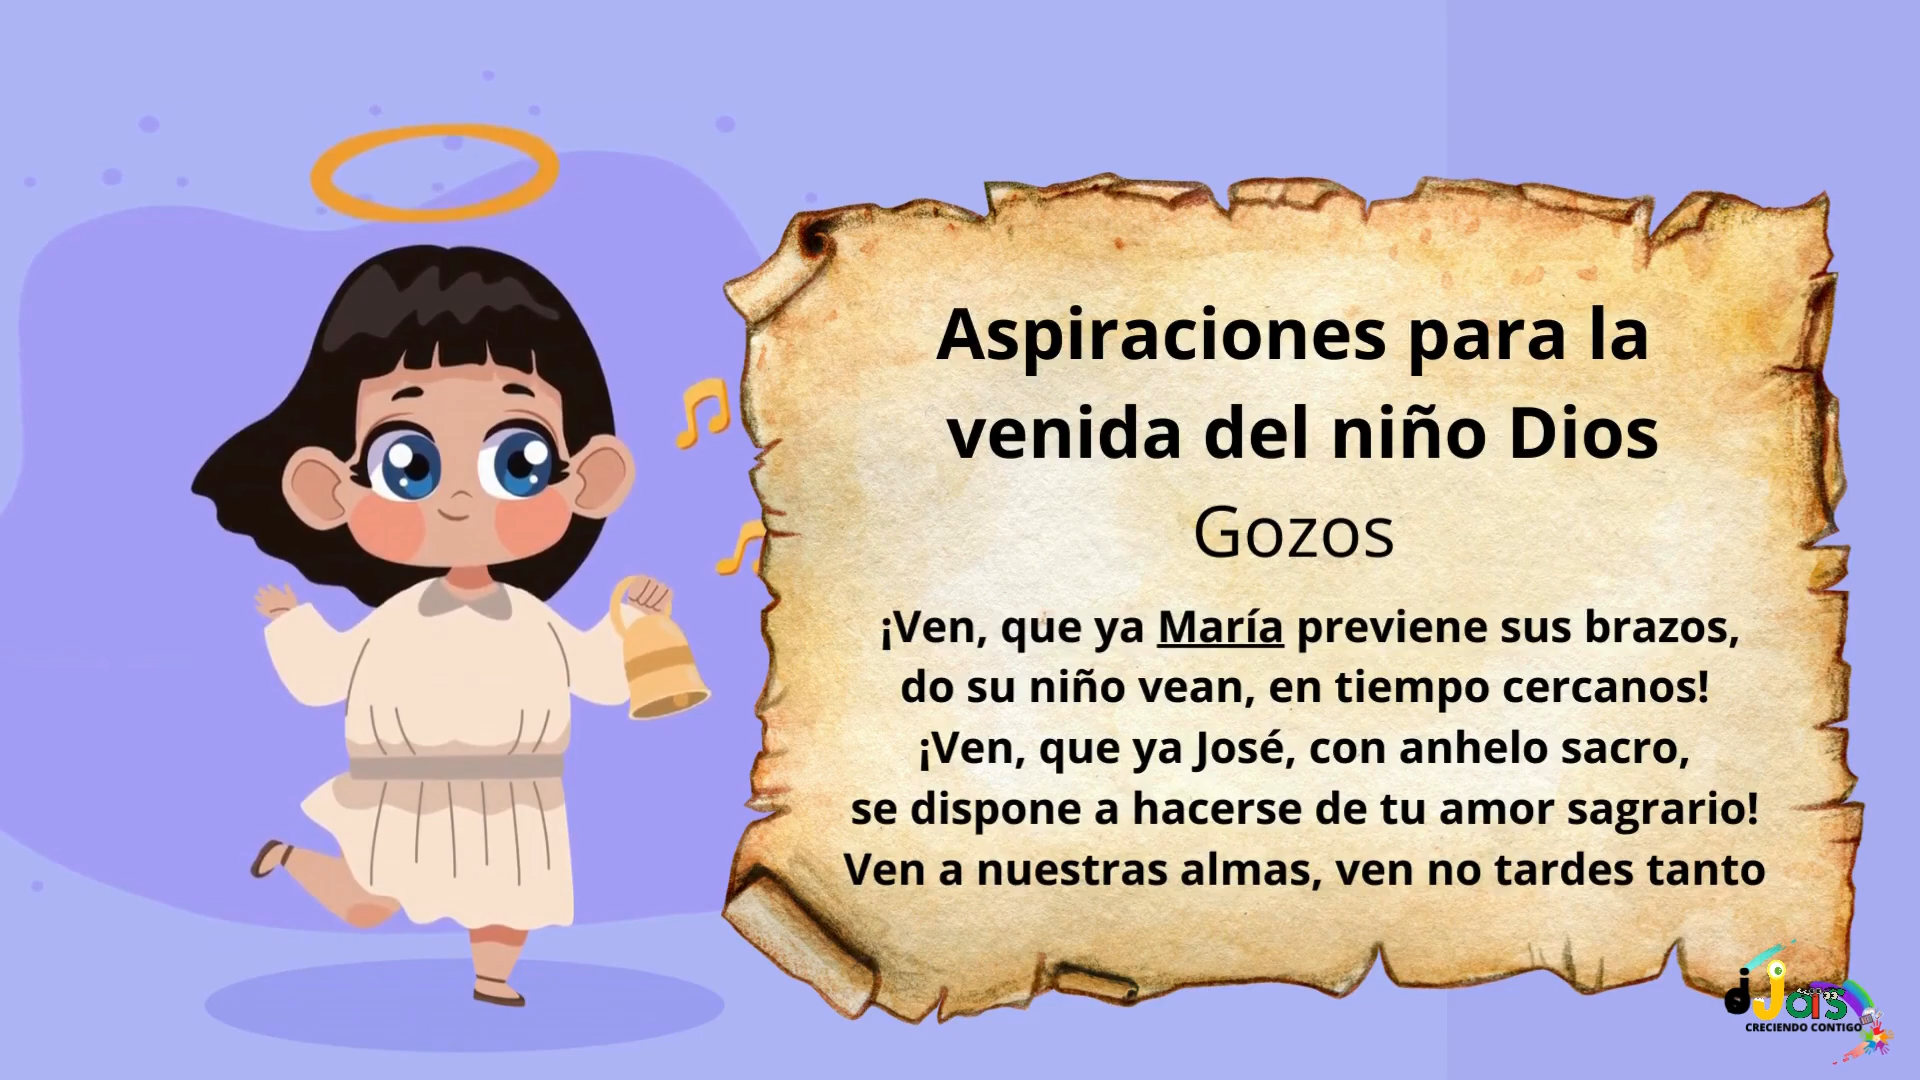 Aspiraciones para la
venida del niño Dios
Gozos
¡Ven, que ya María previene sus brazos,
do su niño vean, en tiempo cercanos!
¡Ven, que ya José, con anhelo sacro,
se dispone a hacerse de tu amor sagrario!
Ven a nuestras almas, ven no tardes tanto
CRECIENDO CONTIGO